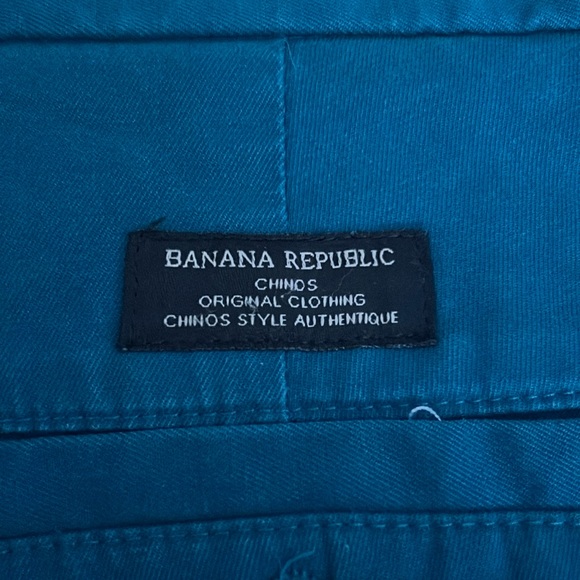 BANANA REPUBLIC
CHINOS
ORIGINAL CLOTHING
CHINOS STYLE AUTHENTIQUE